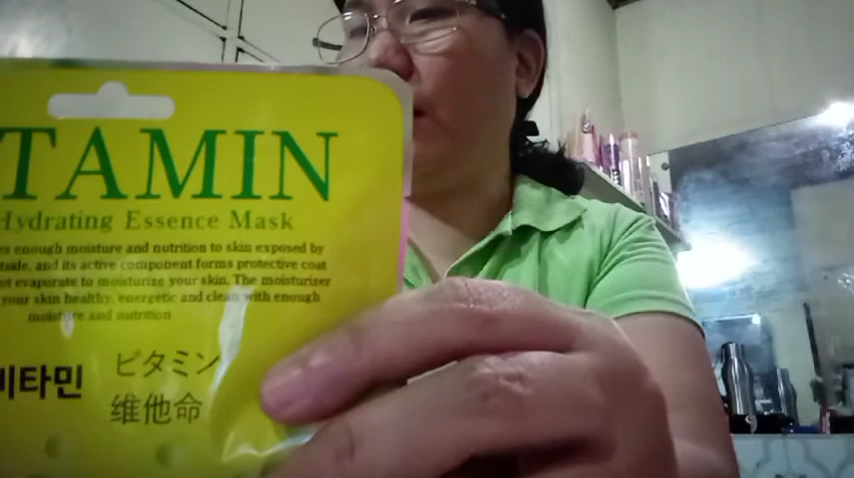 TAMIN
Hydrating Essence Mask
es enough moisture and nutrition to skin exposed by
and its active component forms protective coat
ot evaporate to moisturize your skin. The moisturizer
your skin healthy, energetic and clean with enough
moisture and nutrition
비타민
ビタミン
维他命